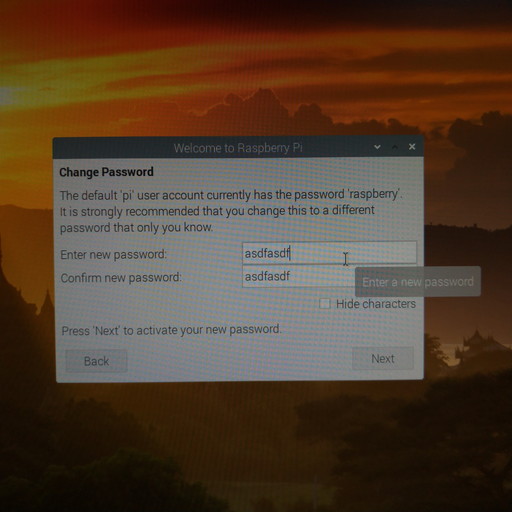 Welcome to Raspberry Pi
Change Password
The default 'pi' user account currently has the password 'raspberry'.
It is strongly recommended that you change this to a different
password that only you know.
Enter new password: asdfasdf
Confirm new password: asdfasdf
Enter a new password
Hide characters
Press 'Next' to activate your new password.
Back Next